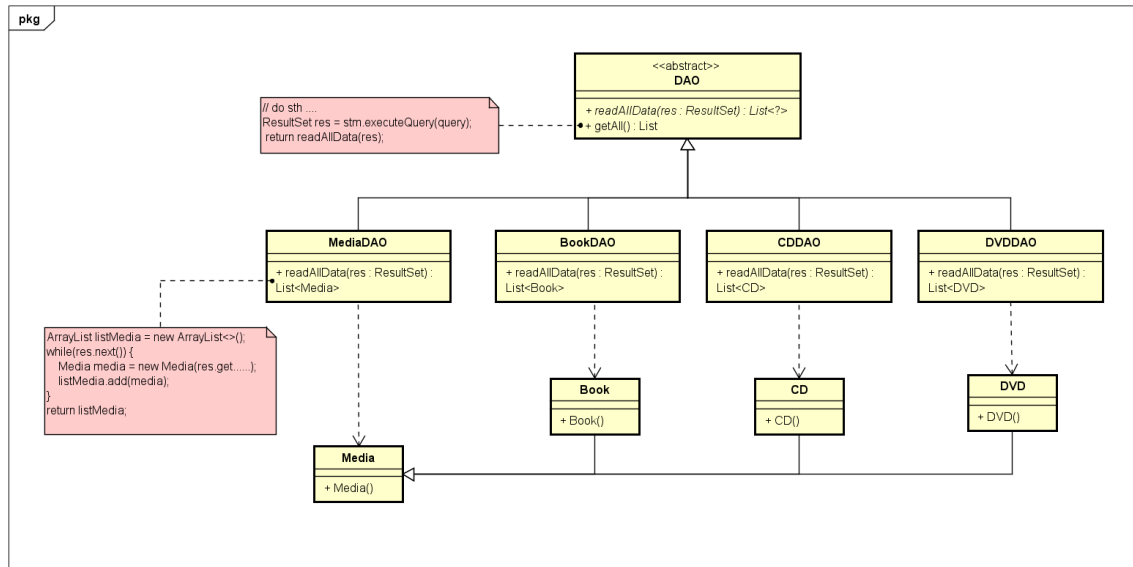 pkg
<<abstract>>
DAO
+ readAllData(res : ResultSet) : List<?>
+ getAll() : List
// do sth ....
ResultSet res = stm.executeQuery(query);
return readAllData(res);
MediaDAO
+ readAllData(res : ResultSet) :
List<Media>
BookDAO
+ readAllData(res : ResultSet) :
List<Book>
CDDAO
+ readAllData(res : ResultSet) :
List<CD>
DVDDAO
+ readAllData(res : ResultSet) :
List<DVD>
ArrayList listMedia = new ArrayList<>();
while(res.next()) {
Media media = new Media(res.get......);
listMedia.add(media);
}
return listMedia;
Book
+ Book()
CD
+ CD()
DVD
+ DVD()
Media
+ Media()